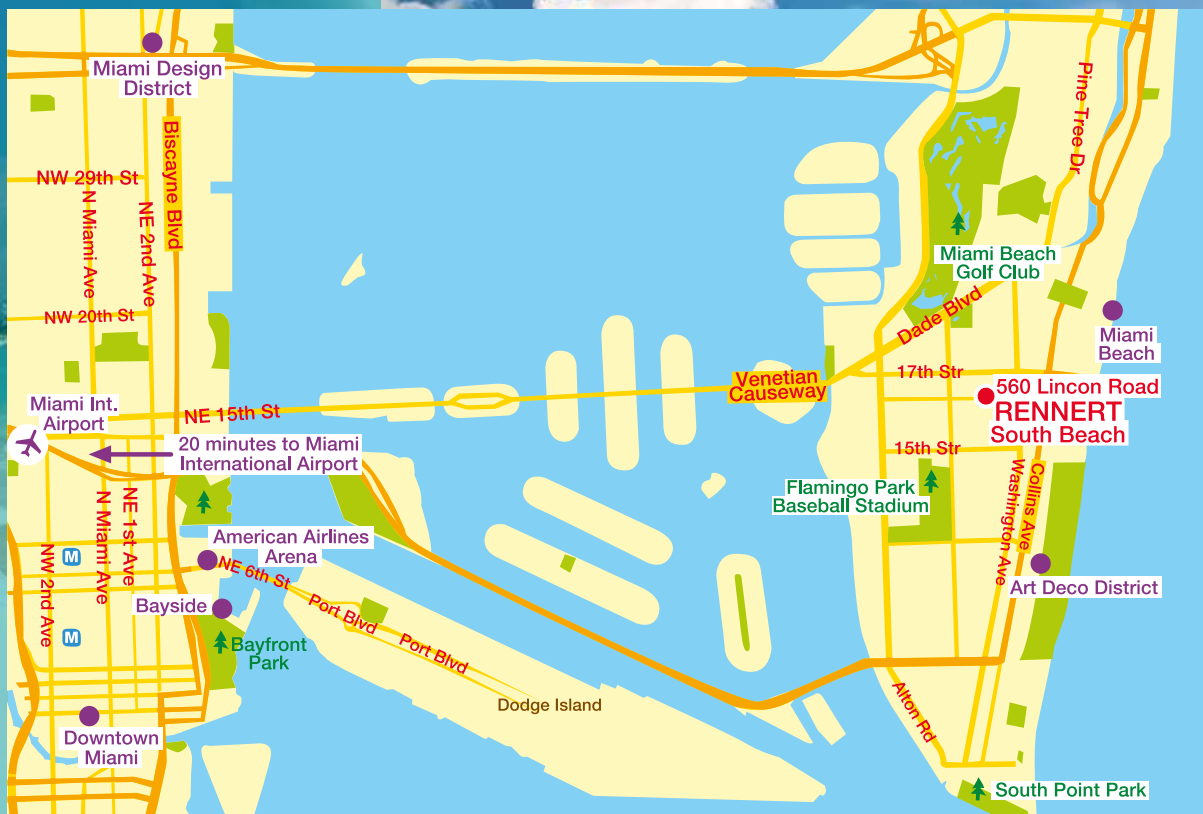 Miami Design
District
Pine Tree Dr
Biscayne Blvd
NW 29th St
N Miami Ave
NE 2nd Ave
Miami Beach
Golf Club
NW 20th St
Dade Blvd
Miami
Beach
17th Str
Venetian
Causeway
560 Lincon Road
RENNERT
South Beach
Miami Int.
Airport
NE 15th St
20 minutes to Miami
International Airport
15th Str
Flamingo Park
Baseball Stadium
Washington Ave
Collins Ave
N Miami Ave
NE 1st Ave
American Airlines
Arena
NW 2nd Ave
M
NE 6th St
Art Deco District
Bayside
Port Blvd
M
Port Blvd
Bayfront
Park
Dodge Island
Alton Rd
Downtown
Miami
South Point Park